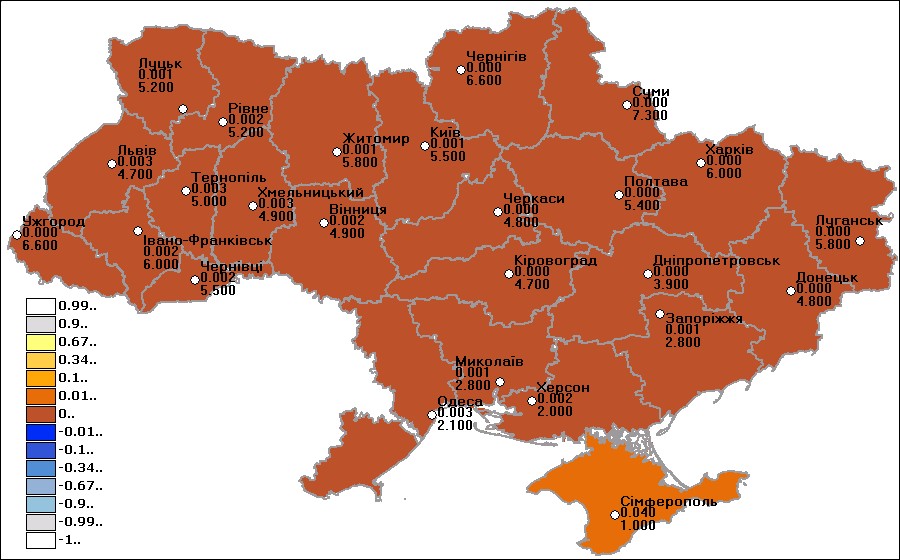 Чернігів
0.000
6.600
Луцьк
0.001
5.200
Суми
0.000
7.300
Рівне
0.002
5.200
Житомир
0.001
5.800
Київ
0.001
5.500
Харків
0.000
6.000
Львів
0.003
4.700
Тернопіль
0.003
5.000
Хмельницький
0.003
4.900
Вінниця
0.002
4.900
Черкаси
0.000
4.800
Полтава
0.000
5.400
Ужгород
0.000
6.600
Івано-Франківськ
0.002
6.000
Чернівці
0.002
5.500
Кіровоград
0.000
4.700
Дніпропетровськ
0.000
3.900
Луганськ
0.000
5.800
Донецьк
0.000
4.800
Запоріжжя
0.001
2.800
Миколаїв
0.001
2.800
Херсон
0.002
2.000
Одеса
0.003
2.100
Сімферополь
0.040
1.000
0.99..
0.9..
0.67..
0.34..
0.1..
0.01..
0..
-0.01..
-0.1..
-0.34..
-0.67..
-0.9..
-0.99..
-1..